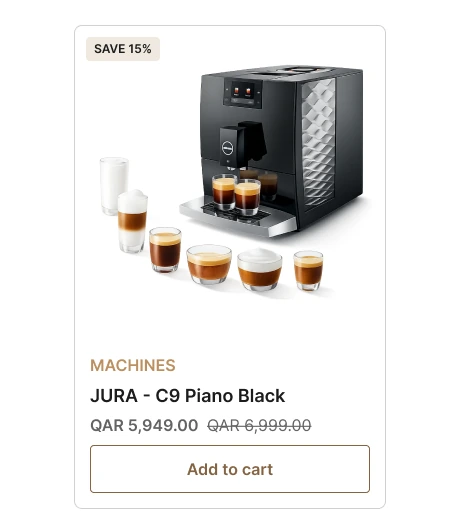 SAVE 15%
MACHINES
JURA - C9 Piano Black
QAR 5,949.00 QAR 6,999.00
Add to cart